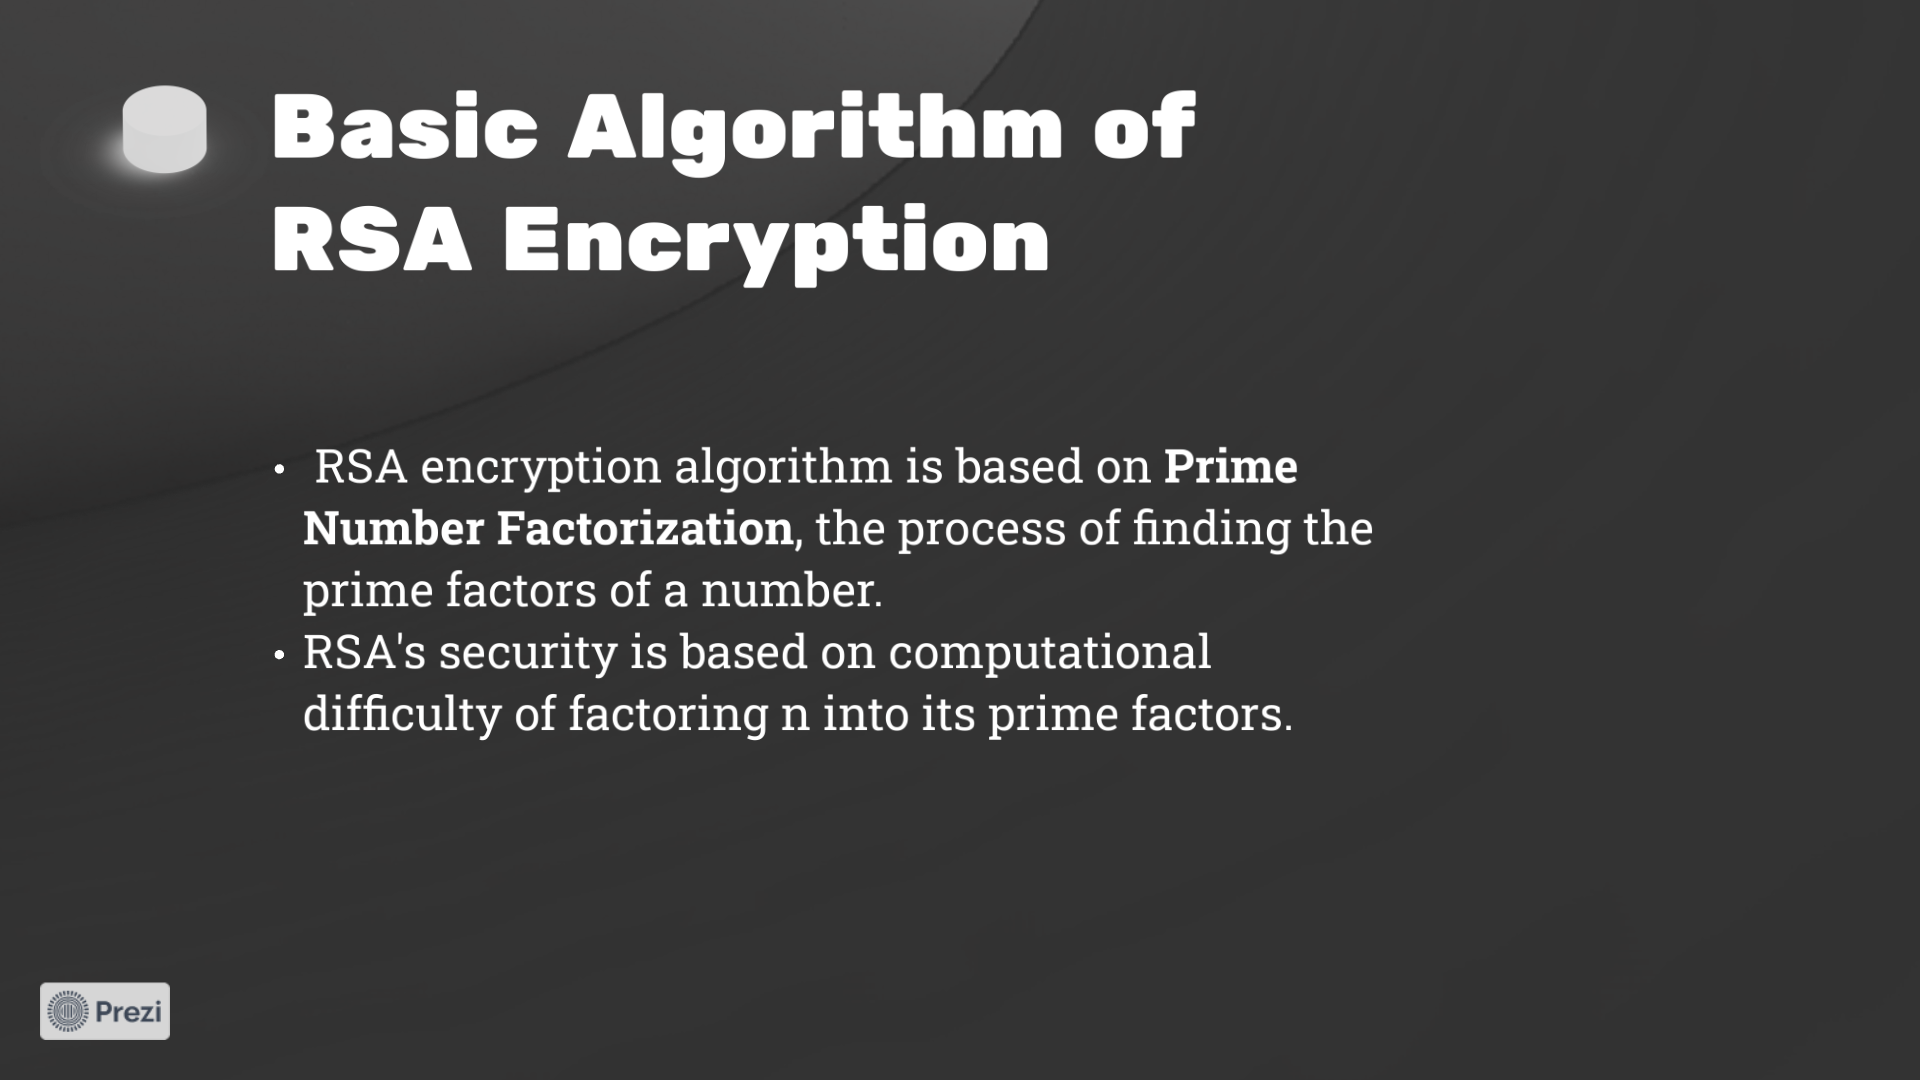 Basic Algorithm of
RSA Encryption
• RSA encryption algorithm is based on Prime
Number Factorization, the process of finding the
prime factors of a number.
• RSA's security is based on computational
difficulty of factoring n into its prime factors.
Prezi